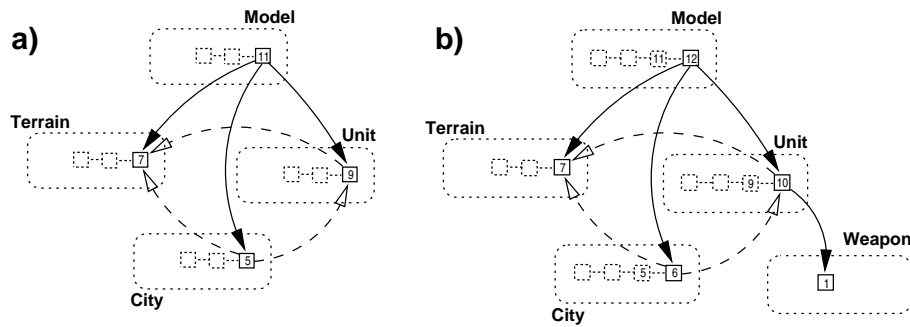 a)
Model
11
Terrain
7
Unit
9
5
City
b)
Model
11 12
Terrain
7
Unit
9 10
Weapon
1
5 6
City